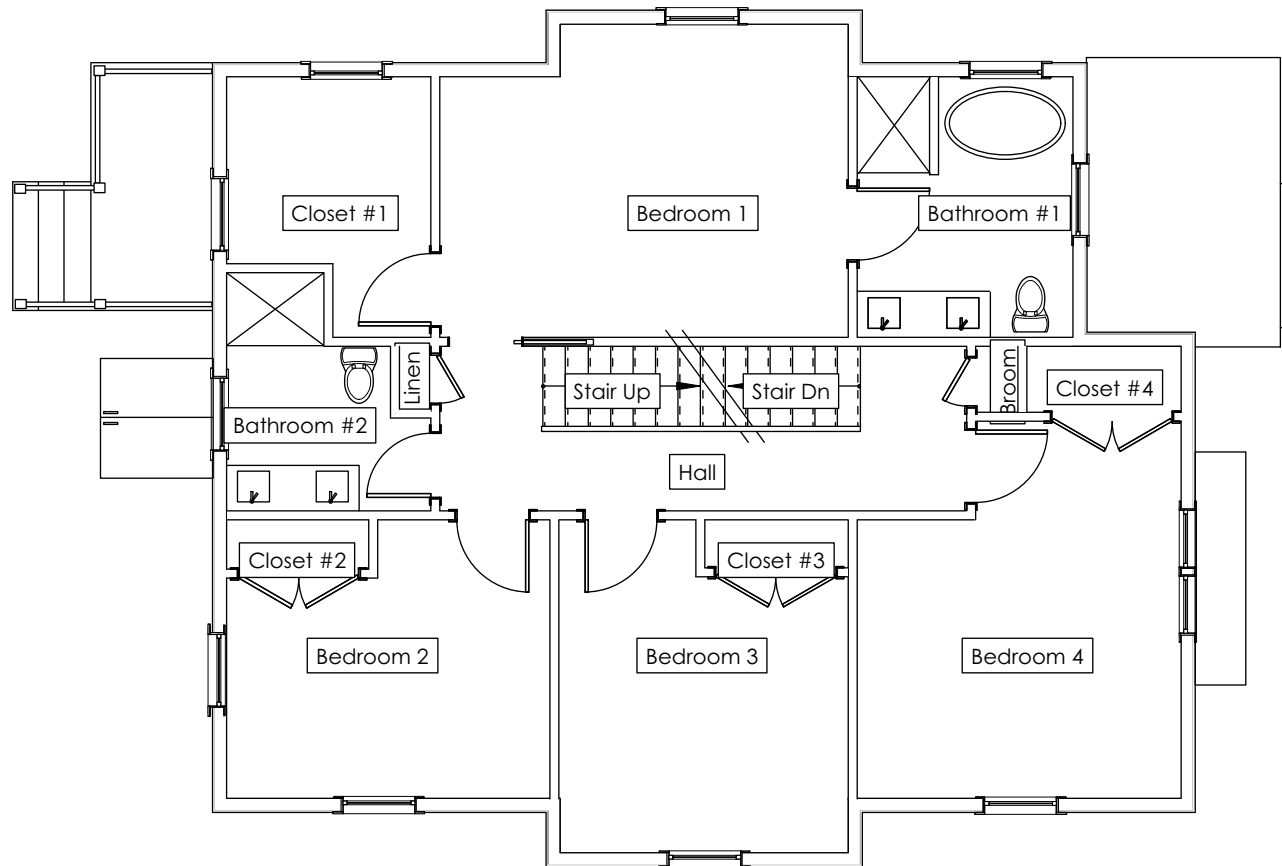 Closet #1
Bedroom 1
Bathroom #1
Linen
Stair Up
Stair Dn
Broom
Closet #4
Bathroom #2
Hall
Closet #2
Closet #3
Bedroom 2
Bedroom 3
Bedroom 4